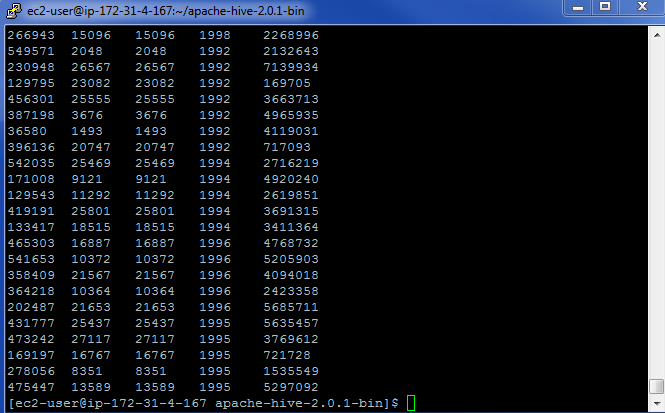 ec2-user@ip-172-31-4-167:~/apache-hive-2.0.1-bin
266943 15096 15096 1998 2268996
549571 2048 2048 1992 2132643
230948 26567 26567 1992 7139934
129795 23082 23082 1992 169705
456301 25555 25555 1992 3663713
387198 3676 3676 1992 4965935
36580 1493 1493 1992 4119031
396136 20747 20747 1992 717093
542035 25469 25469 1994 2716219
171008 9121 9121 1994 4920240
129543 11292 11292 1994 2619851
419191 25801 25801 1994 3691315
133417 18515 18515 1994 3411364
465303 16887 16887 1996 4768732
541653 10372 10372 1996 5205903
358409 21567 21567 1996 4094018
364218 10364 10364 1996 2423358
202487 21653 21653 1996 5685711
431777 25437 25437 1995 5635457
473242 27117 27117 1995 3769612
169197 16767 16767 1995 721728
278056 8351 8351 1995 1535549
475447 13589 13589 1995 5297092
[ec2-user@ip-172-31-4-167 apache-hive-2.0.1-bin]$